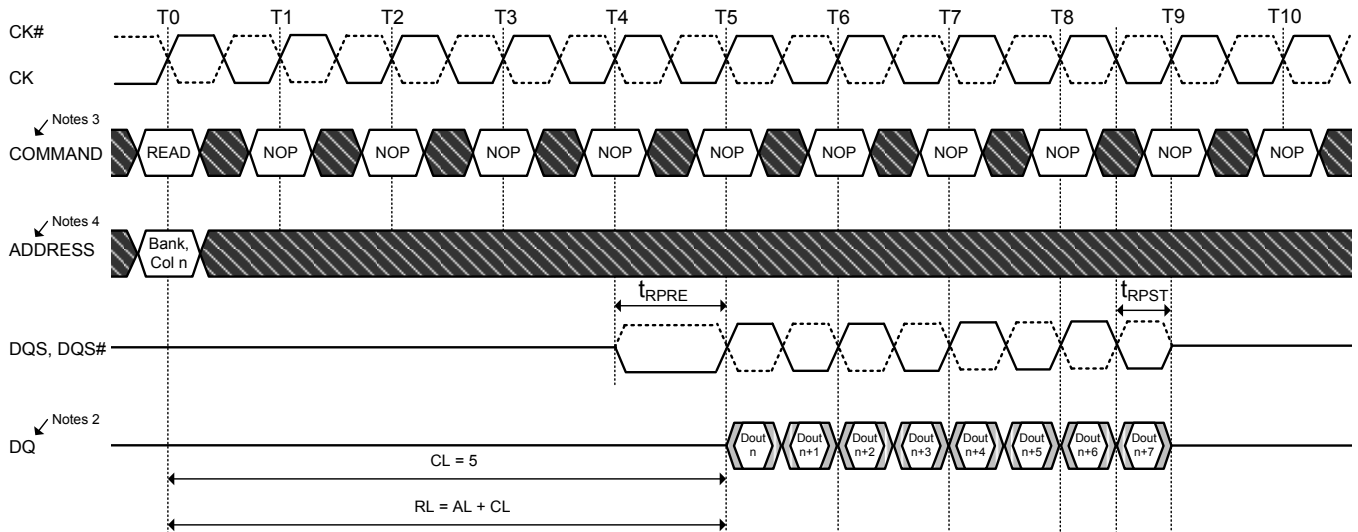 T0 T1 T2 T3 T4 T5 T6 T7 T8 T9 T10
CK#
CK
Notes 3
COMMAND READ NOP NOP NOP NOP NOP NOP NOP NOP NOP NOP
Notes 4
ADDRESS
Bank,
Col n
tRPRE tRPST
DQS, DQS#
Notes 2
DQ
Dout Dout Dout Dout Dout Dout Dout Dout
n n+1 n+2 n+3 n+4 n+5 n+6 n+7
CL = 5
RL = AL + CL